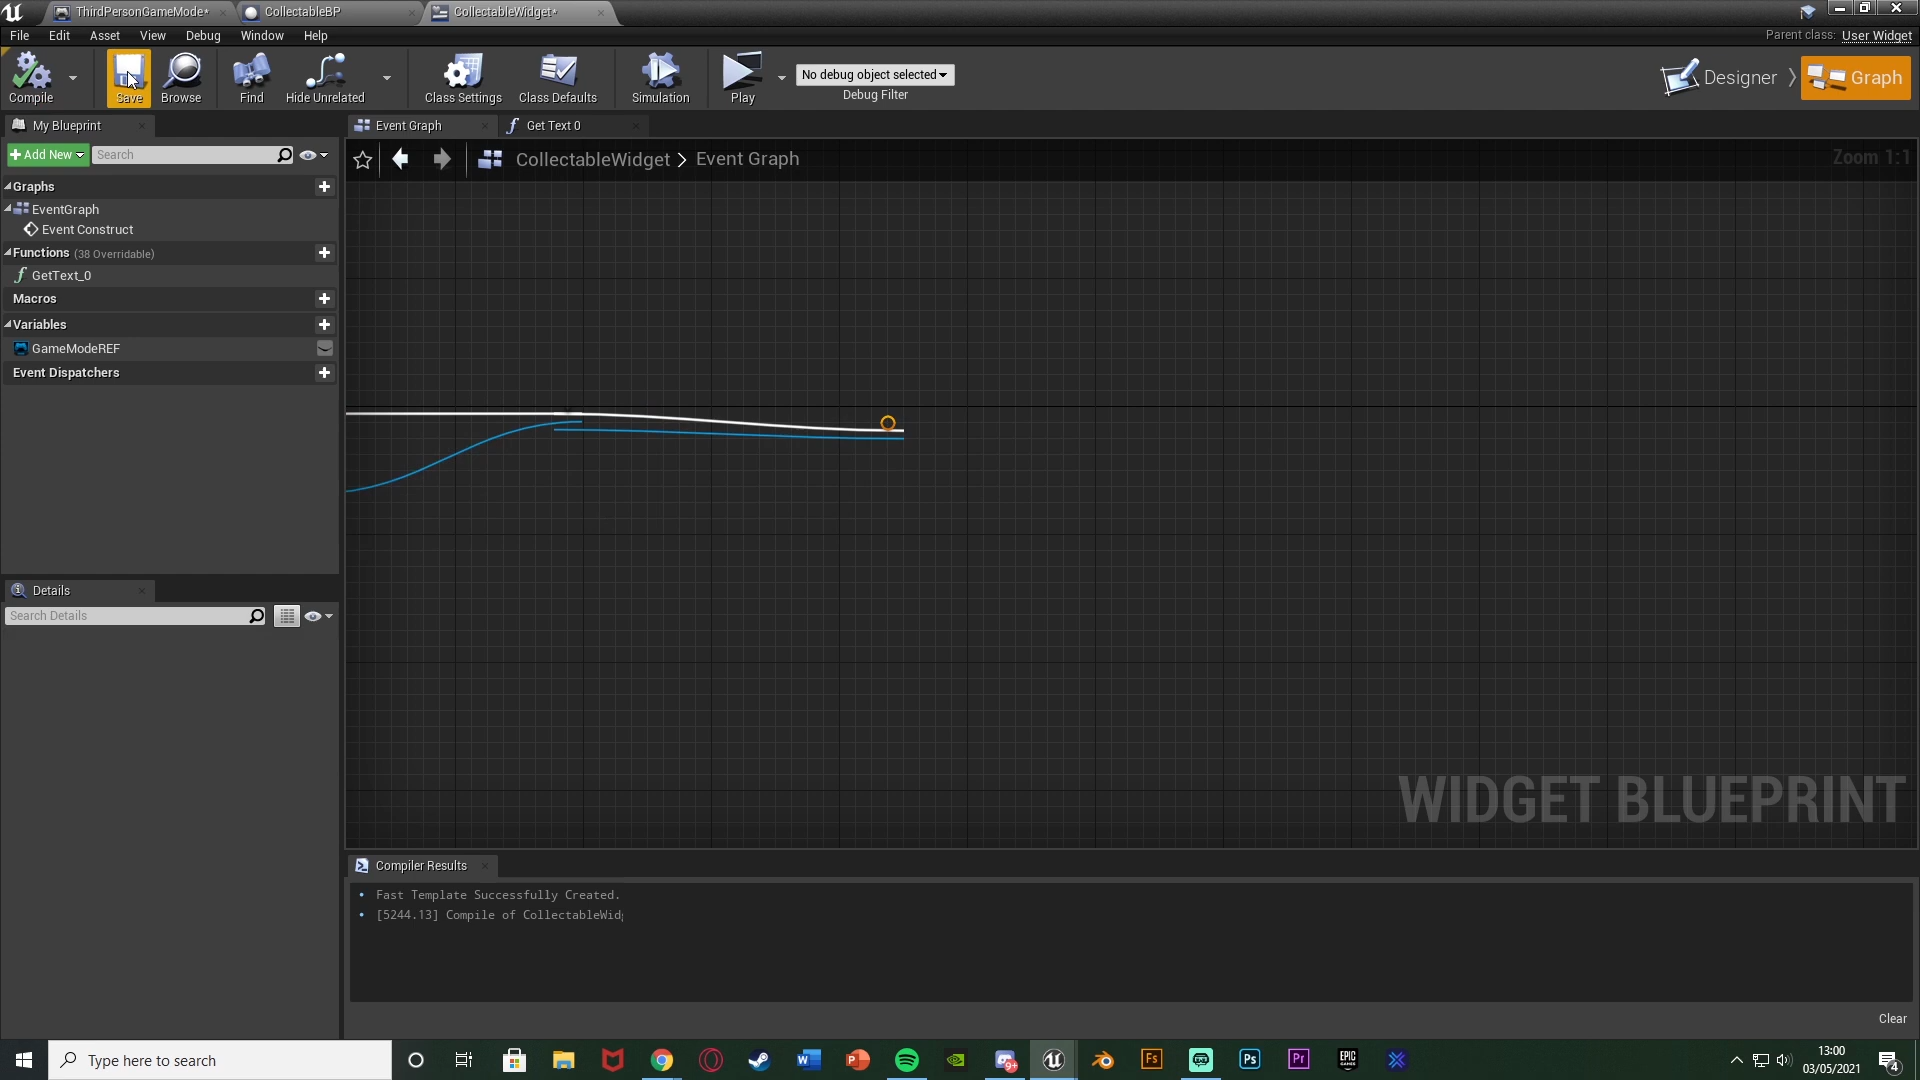 ThirdPersonGameMode*
CollectableBP
CollectableWidget*
File Edit Asset View Debug Window Help
Parent class: User Widget
Compile
Save
Browse
Find
Hide Unrelated
Class Settings
Class Defaults
Simulation
Play
No debug object selected
Debug Filter
Designer
Graph
My Blueprint
Event Graph
Get Text 0
Add New
Search
CollectableWidget > Event Graph
Zoom 1:1
Graphs
EventGraph
Event Construct
Functions (38 Overridable)
GetText_0
Macros
Variables
GameModeREF
Event Dispatchers
Details
Search Details
WIDGET BLUEPRINT
Compiler Results
Fast Template Successfully Created.
[5244.13] Compile of CollectableWid
Clear
Type here to search
13:00
03/05/2021